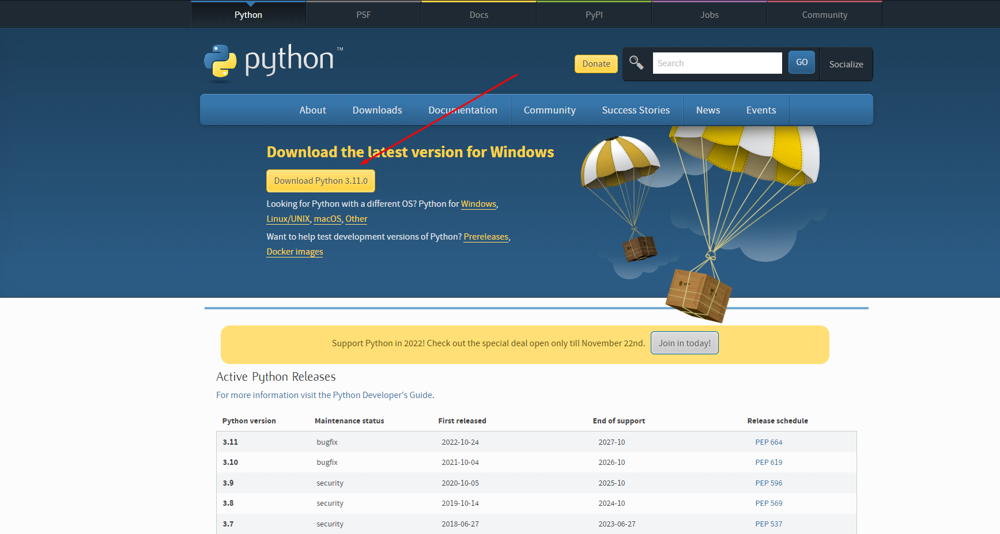 Python PSF Docs PyPI Jobs Community
python™
Donate Search GO Socialize
About Downloads Documentation Community Success Stories News Events
Download the latest version for Windows
Download Python 3.11.0
Looking for Python with a different OS? Python for Windows,
Linux/UNIX, macOS, Other
Want to help test development versions of Python? Prereleases,
Docker images
Support Python in 2022! Check out the special deal open only till November 22nd. Join in today!
Active Python Releases
For more information visit the Python Developer's Guide.
Python version Maintenance status First released End of support Release schedule
3.11 bugfix 2022-10-24 2027-10 PEP 664
3.10 bugfix 2021-10-04 2026-10 PEP 619
3.9 security 2020-10-05 2025-10 PEP 596
3.8 security 2019-10-14 2024-10 PEP 569
3.7 security 2018-06-27 2023-06-27 PEP 537